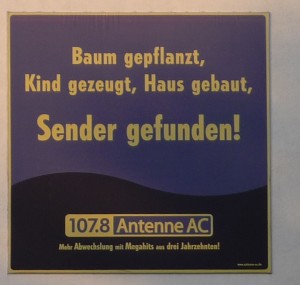 Baum gepflanzt,
Kind gezeugt, Haus gebaut,
Sender gefunden!
107.8 Antenne AC
Mehr Abwechslung mit Megahits aus drei Jahrzehnten!